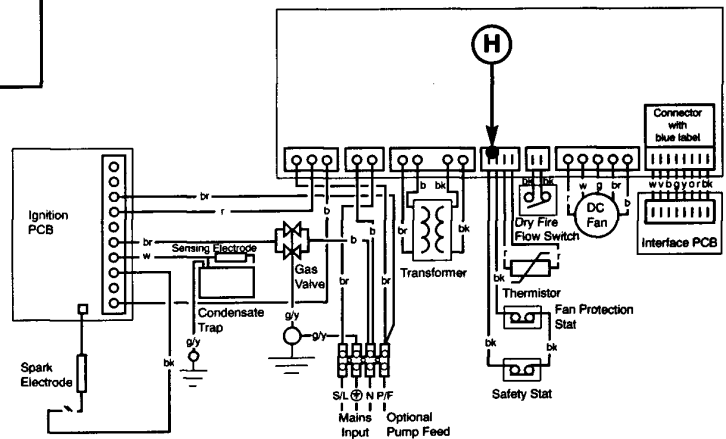 H
Connector
with
blue label
b bk
bk bk
w v b g y o r bk
r w g br b
DC
Fan
Dry Fire
Flow Switch
Interface PCB
Ignition
PCB
br
r
b
br
w
Sensing Electrode
b
b
br
bk
Transformer
Gas
Valve
r
r
Thermistor
Condensate
Trap
br
br
g/y
g/y
g/y
Fan Protection
Stat
bk
bk
bk
Spark
Electrode
S/L N P/F
Safety Stat
Mains
Input
Optional
Pump Feed